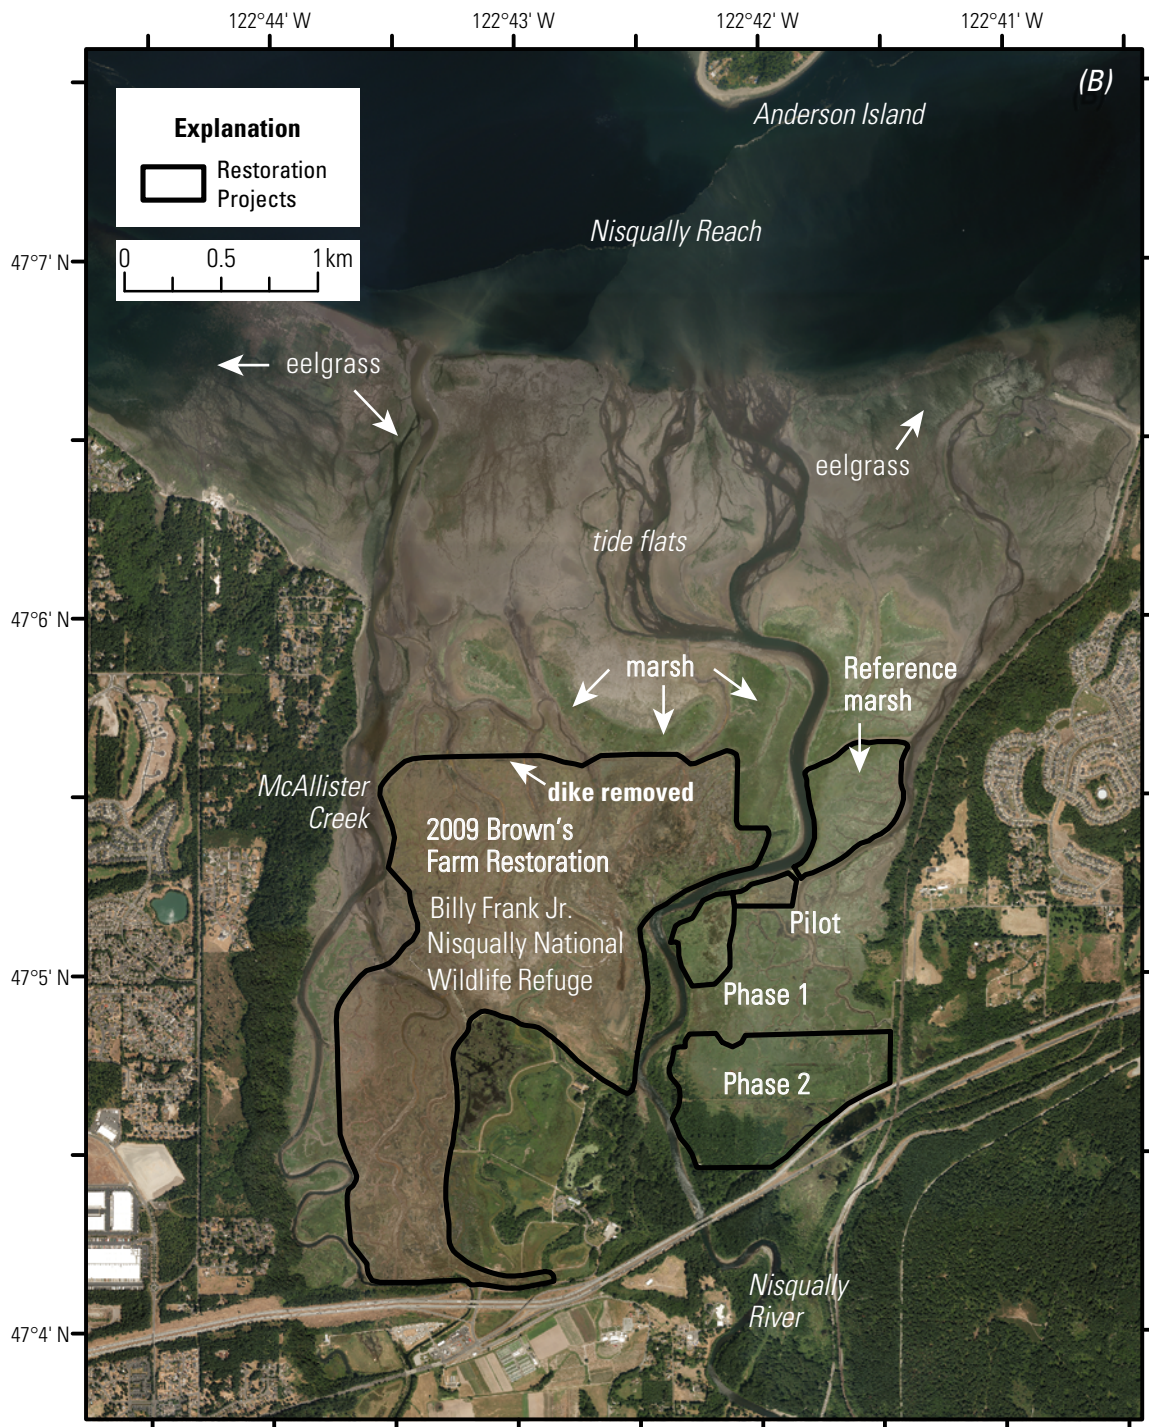 122°44' W
122°43' W
122°42' W
122°41' W
(B)
Explanation
Restoration
Projects
0
0.5
1 km
Anderson Island
Nisqually Reach
47°7' N
eelgrass
eelgrass
tide flats
47°6' N
marsh
Reference
marsh
McAllister
Creek
dike removed
2009 Brown's
Farm Restoration
Billy Frank Jr.
Nisqually National
Wildlife Refuge
Pilot
47°5' N
Phase 1
Phase 2
Nisqually
River
47°4' N